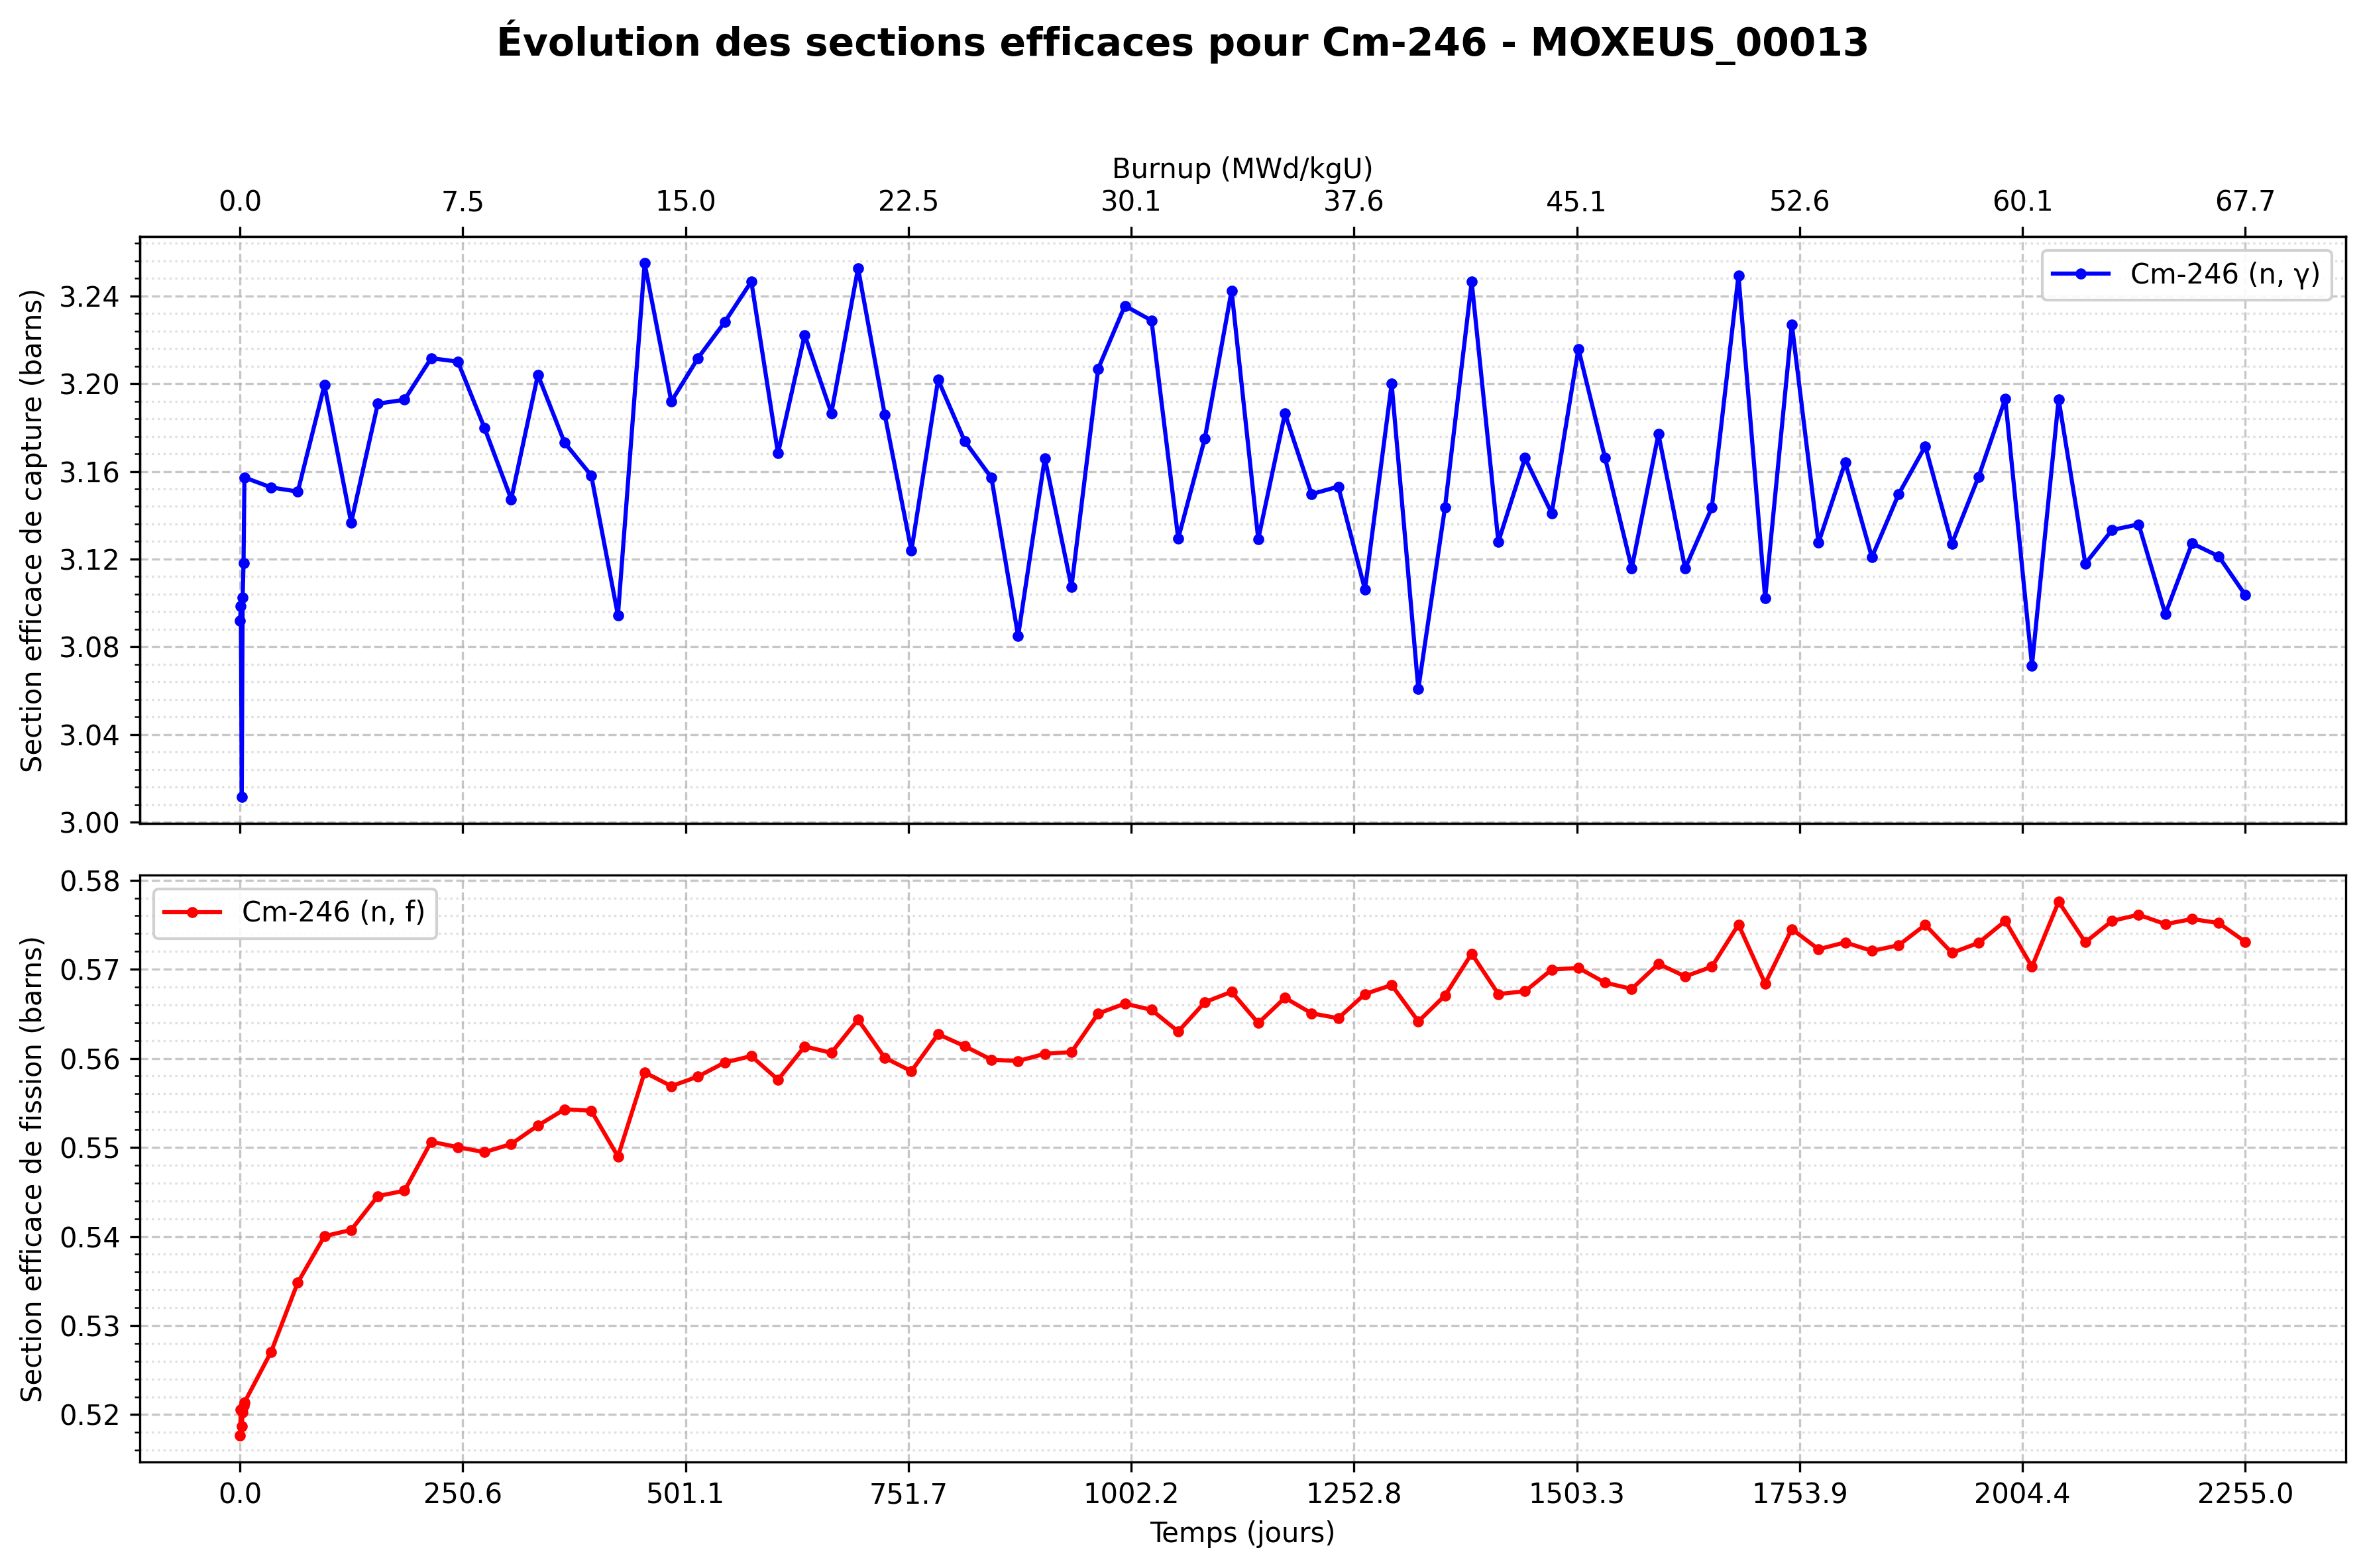 Évolution des sections efficaces pour Cm-246 - MOXEUS_00013
Burnup (MWd/kgU)
0.0 7.5 15.0 22.5 30.1 37.6 45.1 52.6 60.1 67.7
Section efficace de capture (barns)
3.24
3.20
3.16
3.12
3.08
3.04
3.00
Cm-246 (n, γ)
Section efficace de fission (barns)
0.58
0.57
0.56
0.55
0.54
0.53
0.52
Cm-246 (n, f)
0.0 250.6 501.1 751.7 1002.2 1252.8 1503.3 1753.9 2004.4 2255.0
Temps (jours)